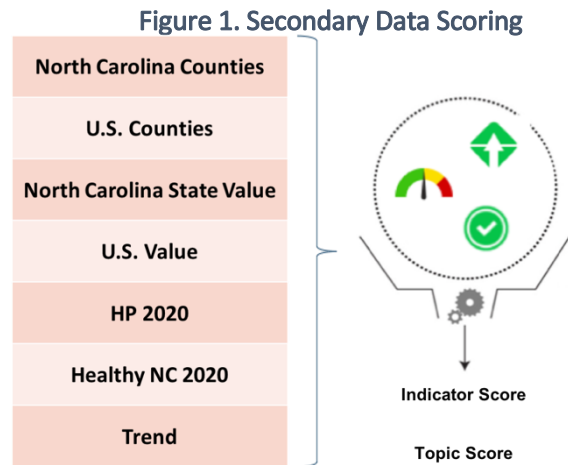 Figure 1. Secondary Data Scoring
North Carolina Counties
U.S. Counties
North Carolina State Value
U.S. Value
HP 2020
Healthy NC 2020
Trend
Indicator Score
Topic Score